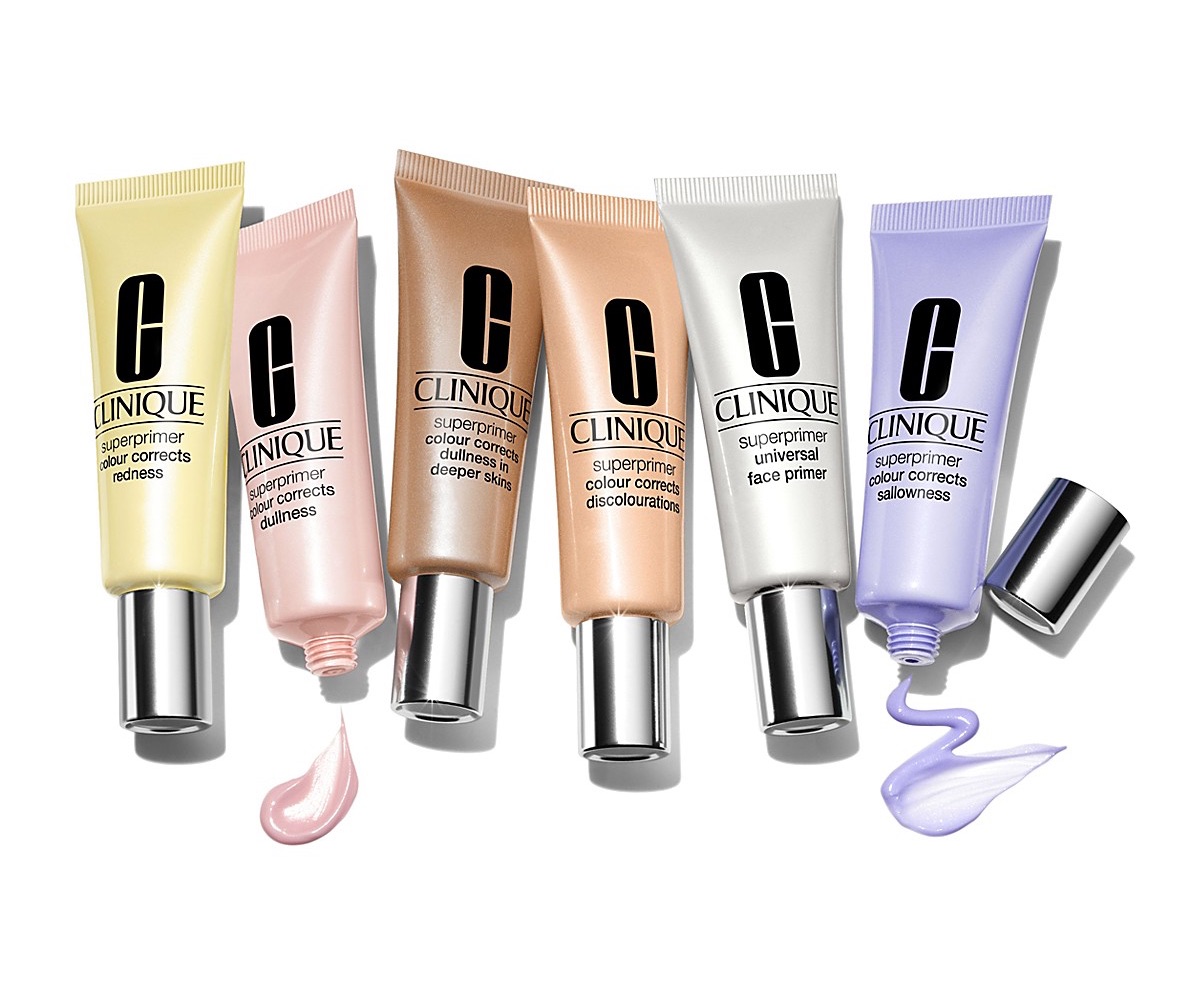 CLINIQUE
superprimer
colour corrects
redness
CLINIQUE
superprimer
colour corrects
dullness
CLINIQUE
superprimer
colour corrects
dullness in
deeper skins
CLINIQUE
superprimer
colour corrects
discolourations
CLINIQUE
superprimer
universal
face primer
CLINIQUE
superprimer
colour corrects
sallowness